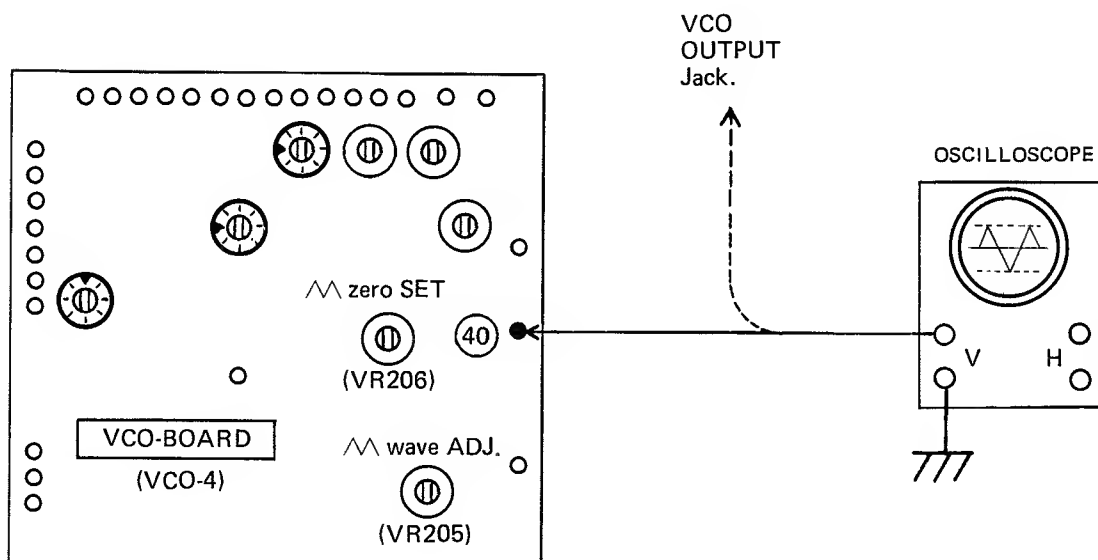 VCO
OUTPUT
Jack.
OSCILLOSCOPE
zero SET
40
(VR206)
V
H
VCO-BOARD
(VCO-4)
wave ADJ.
(VR205)